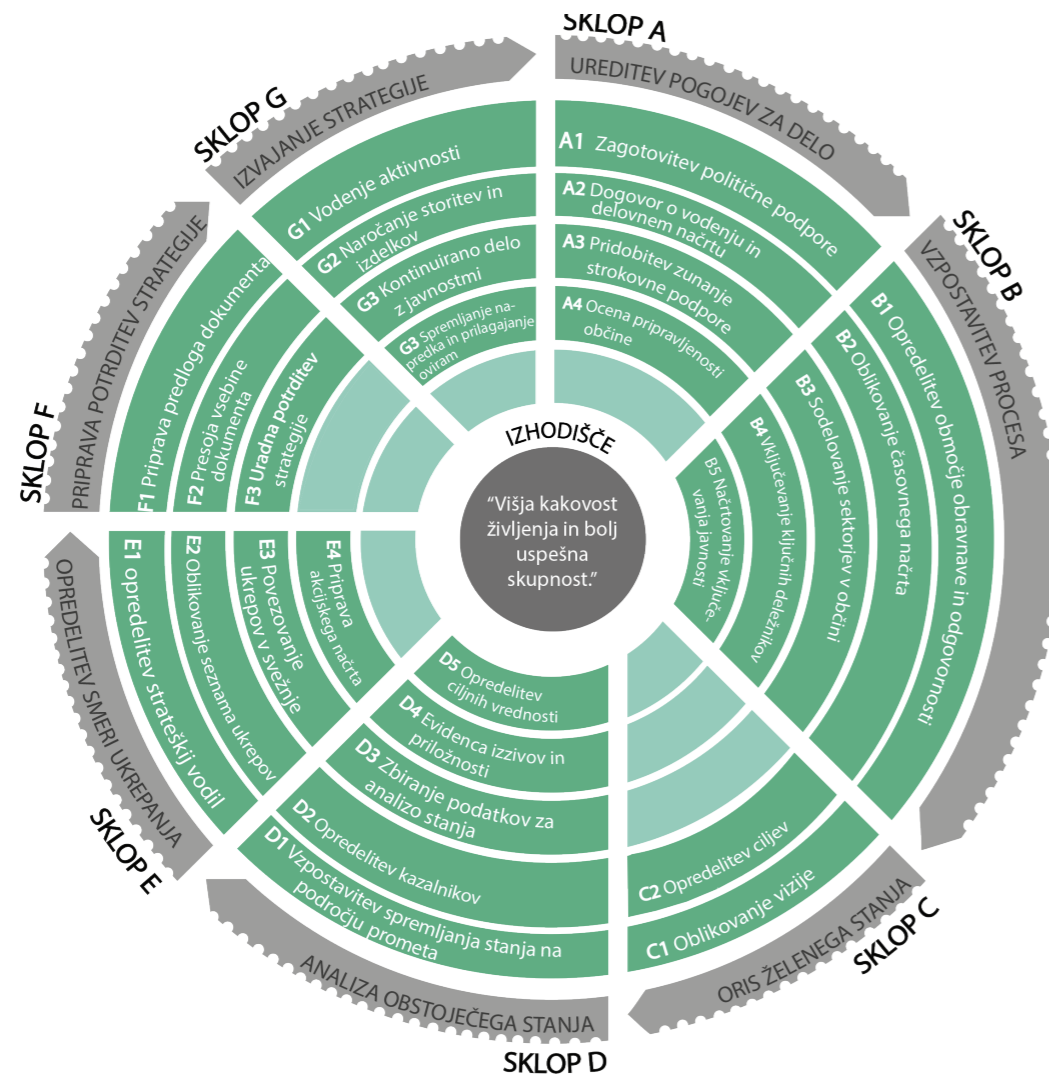 SKLOP A
UREDITEV POGOJEV ZA DELO
A1 Zagotovitev politične podpore
A2 Dogovor o vodenju in
delovnem načrtu
A3 Pridobitev zunanje
strokovne podpore
A4 Ocena pripravljenosti
občine
SKLOP B
VZPOSTAVITEV PROCESA
B1 Opredelitev območje obravnave in odgovornosti
B2 Oblikovanje časovnega načrta
B3 Sodelovanje sektorjev v občini
B4 Vključevanje ključnih deležnikov
B5 Načrtovanje vključe-
vanja javnosti
SKLOP C
ORIS ŽELENEGA STANJA
C1 Oblikovanje vizije
C2 Opredelitev ciljev
SKLOP D
ANALIZA OBSTOJEČEGA STANJA
D1 Vzpostavitev spremljanja stanja na
področju prometa
D2 Opredelitev kazalnikov
D3 Zbiranje podatkov za
analizo stanja
D4 Evidenca izzivov in
priložnosti
D5 Opredelitev
ciljnih vrednosti
SKLOP E
OPREDELITEV SMERI UKREPANJA
E1 opredelitev strateškij vodil
E2 Oblikovanje seznama ukrepov
E3 Povezovanje
ukrepov v svežnje
E4 Priprava
akcijskega načrta
SKLOP F
PRIPRAVA POTRDITEV STRATEGIJE
F1 Priprava predloga dokumenta
F2 Presoja vsebine
dokumenta
F3 Uradna potrditev
strategije
SKLOP G
IZVAJANJE STRATEGIJE
G1 Vodenje aktivnosti
G2 Naročanje storitev in
izdelkov
G3 Kontinuirano delo
z javnostmi
G3 Spremljanje na-
predka in prilagajanje
oviram
IZHODIŠČE
“Višja kakovost
življenja in bolj
uspešna
skupnost.”